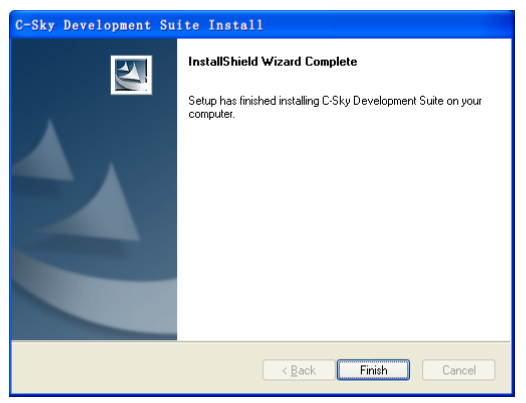 C-Sky Development Suite Install
InstallShield Wizard Complete
Setup has finished installing C-Sky Development Suite on your
computer.
< Back
Finish
Cancel